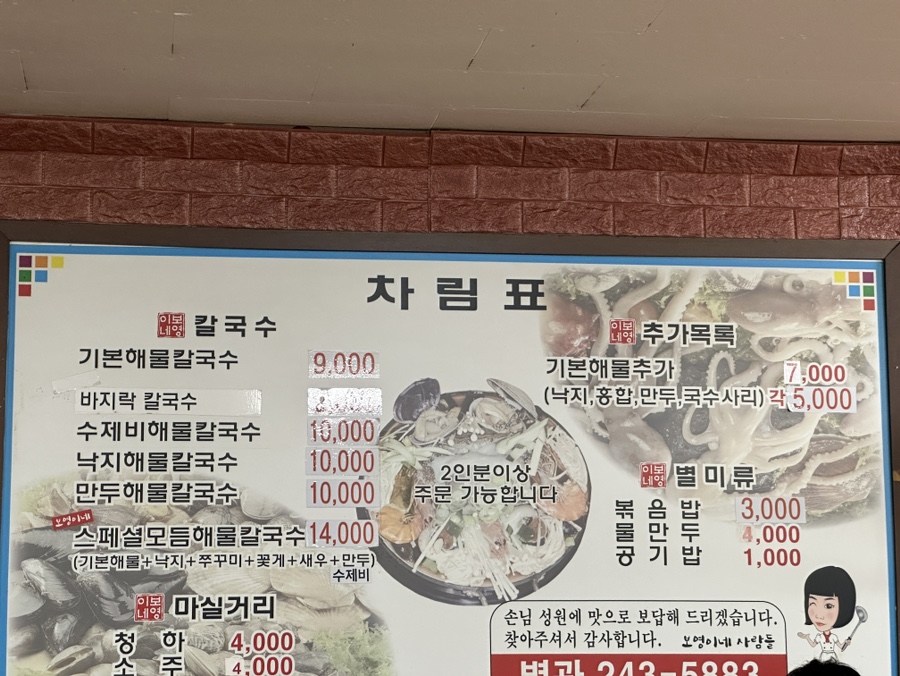 차림표
이보네영 칼국수
기본해물칼국수 9,000
바지락 칼국수
수제비해물칼국수 10,000
낙지해물칼국수 10,000
만두해물칼국수 10,000
보영이네
스페셜모듬해물칼국수 14,000
(기본해물+낙지+쭈꾸미+꽃게+새우+만두)
수제비
이보네영 마실거리
청하 4,000
소주 4,000
2인분이상
주문 가능합니다
이보네영 추가목록
기본해물추가 7,000
(낙지,홍합,만두,국수사리) 각 5,000
이보네영 별미류
볶음밥 3,000
물만두 4,000
공기밥 1,000
손님 성원에 맛으로 보답해 드리겠습니다.
찾아주셔서 감사합니다. 보영이네 사람들
별관 243-5883